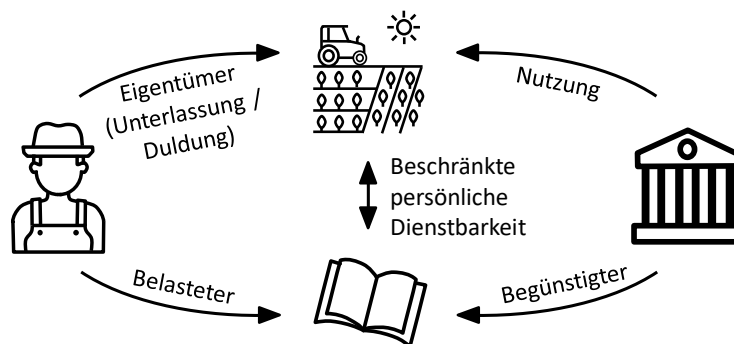 Eigentümer
(Unterlassung /
Duldung)
Nutzung
Beschränkte
persönliche
Dienstbarkeit
Belasteter
Begünstigter